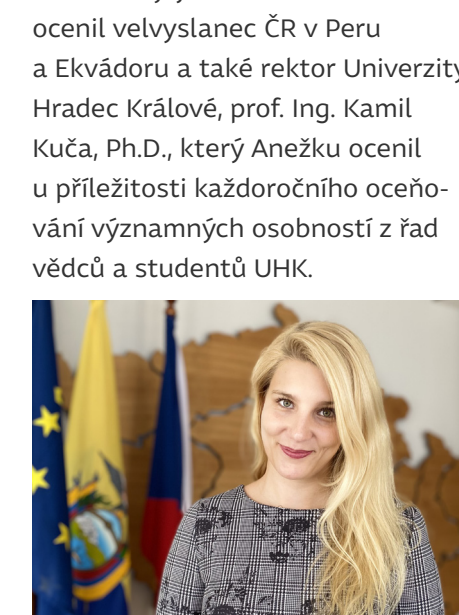 ocenil velvyslanec ČR v Peru
a Ekvádoru a také rektor Univerzity
Hradec Králové, prof. Ing. Kamil
Kuča, Ph.D., který Anežku ocenil
u příležitosti každoročního oceňo-
vání významných osobností z řad
vědců a studentů UHK.